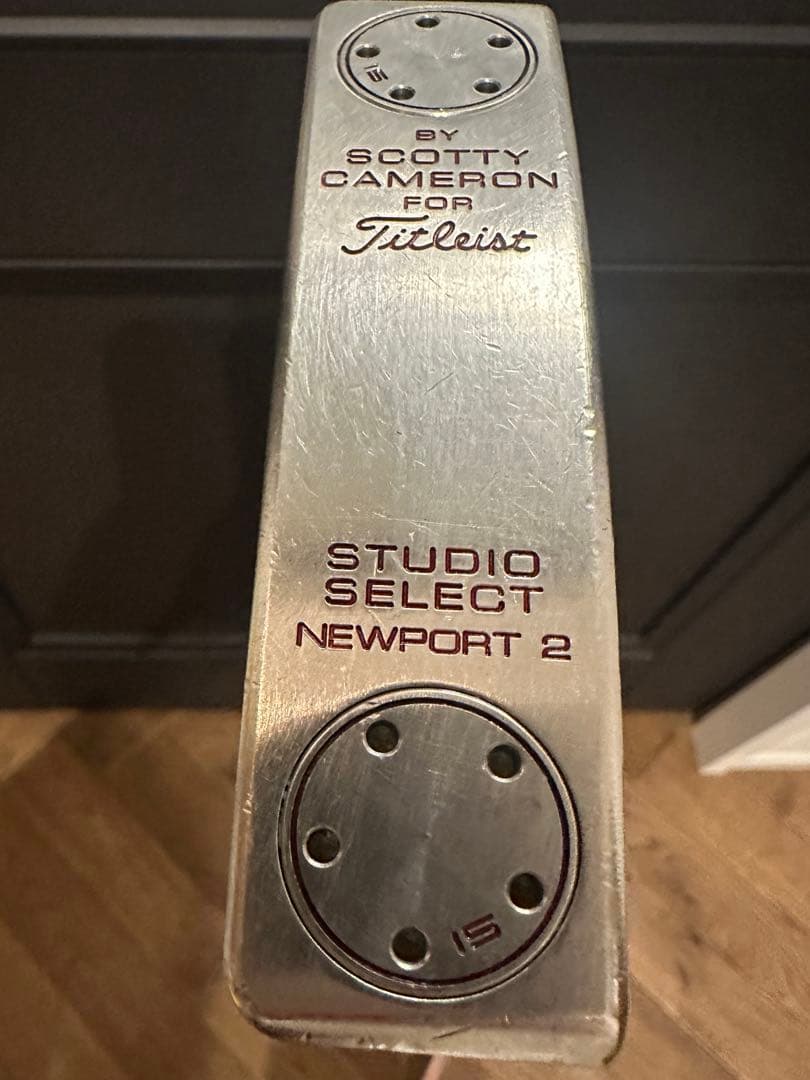 15
BY
SCOTTY
CAMERON
FOR
Titleist
STUDIO
SELECT
NEWPORT 2
15